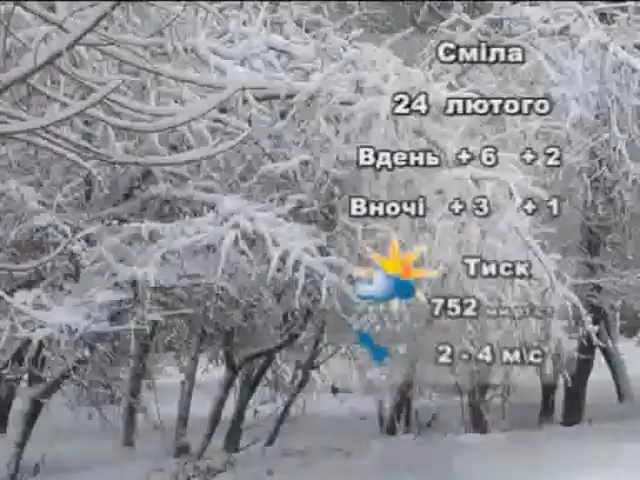 Сміла
24 лютого
Вдень +6 +2
Вночі +3 +1
Тиск
752
2-4 м\с